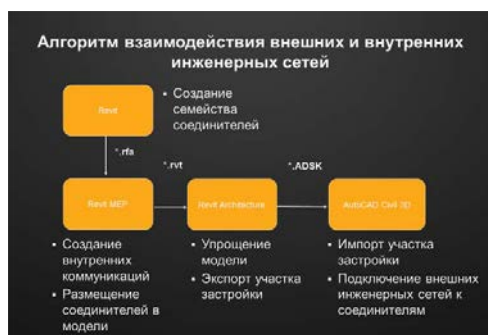 Алгоритм взаимодействия внешних и внутренних
инженерных сетей
Revit
▪ Создание
семейства
соединителей
*.rfa
*.rvt
*.ADSK
Revit MEP
Revit Architecture
AutoCAD Civil 3D
▪ Создание
внутренних
коммуникаций
▪ Размещение
соединителей в
модели
▪ Упрощение
модели
▪ Экспорт участка
застройки
▪ Импорт участка
застройки
▪ Подключение внешних
инженерных сетей к
соединителям